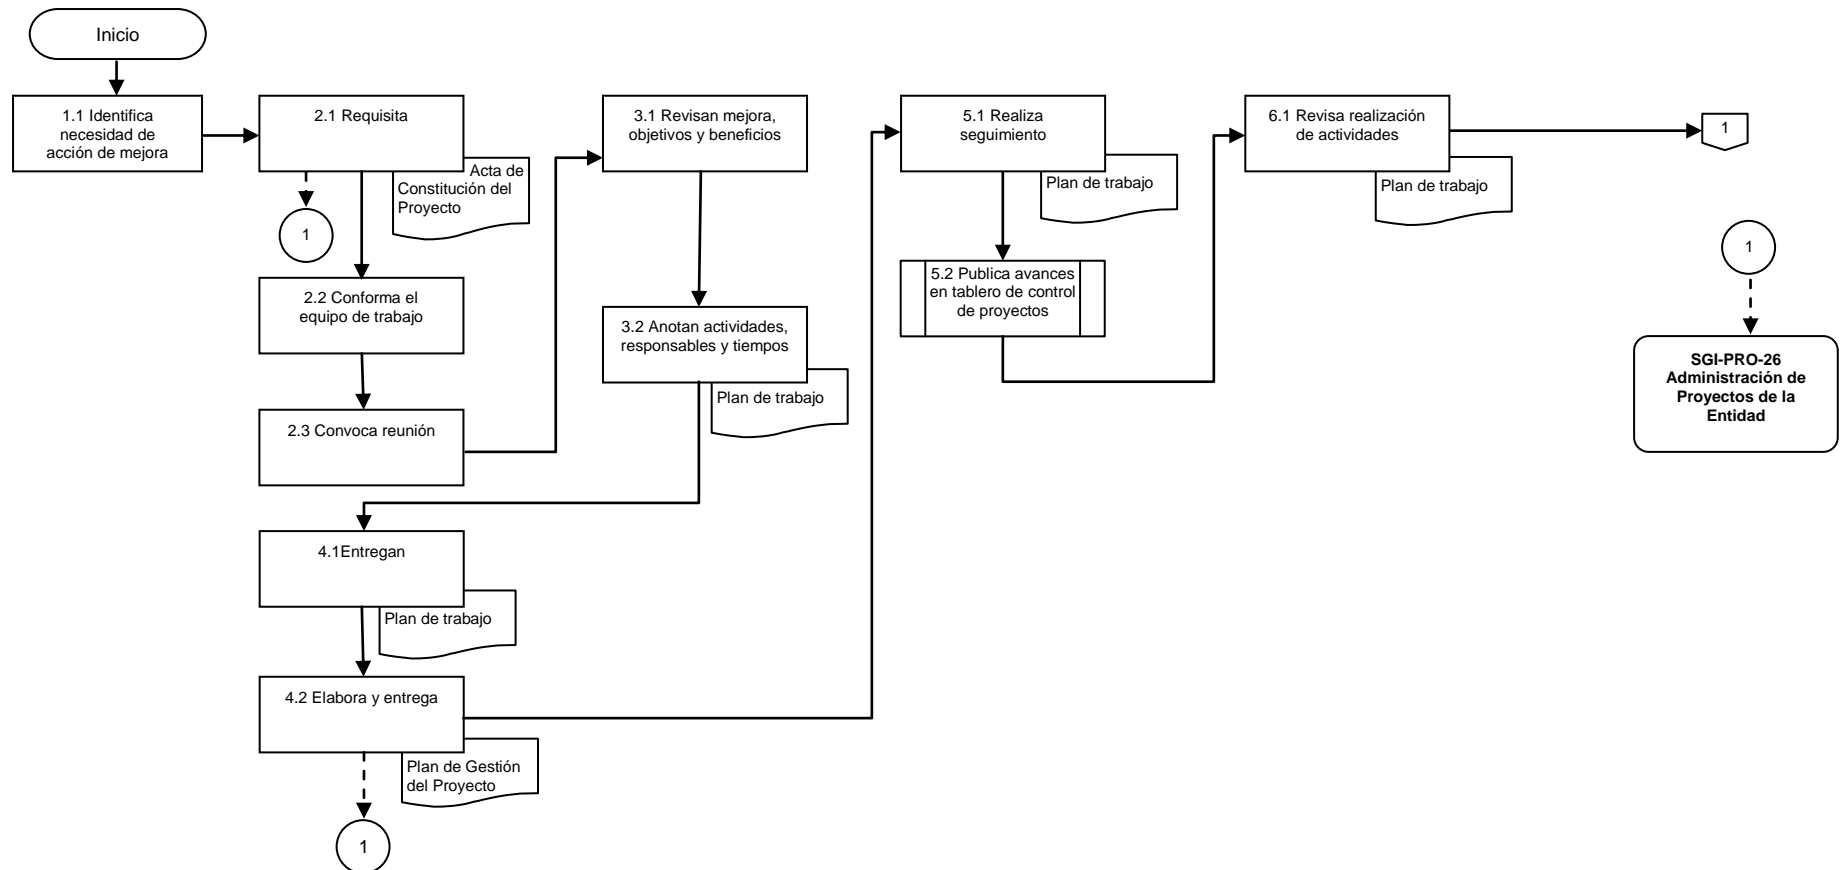 Inicio
1.1 Identifica
necesidad de
acción de mejora
2.1 Requisita
Acta de
Constitución del
Proyecto
1
2.2 Conforma el
equipo de trabajo
2.3 Convoca reunión
3.1 Revisan mejora,
objetivos y beneficios
3.2 Anotan actividades,
responsables y tiempos
Plan de trabajo
4.1Entregan
Plan de trabajo
4.2 Elabora y entrega
Plan de Gestión
del Proyecto
1
5.1 Realiza
seguimiento
Plan de trabajo
5.2 Publica avances
en tablero de control
de proyectos
6.1 Revisa realización
de actividades
Plan de trabajo
1
1
SGI-PRO-26
Administración de
Proyectos de la
Entidad